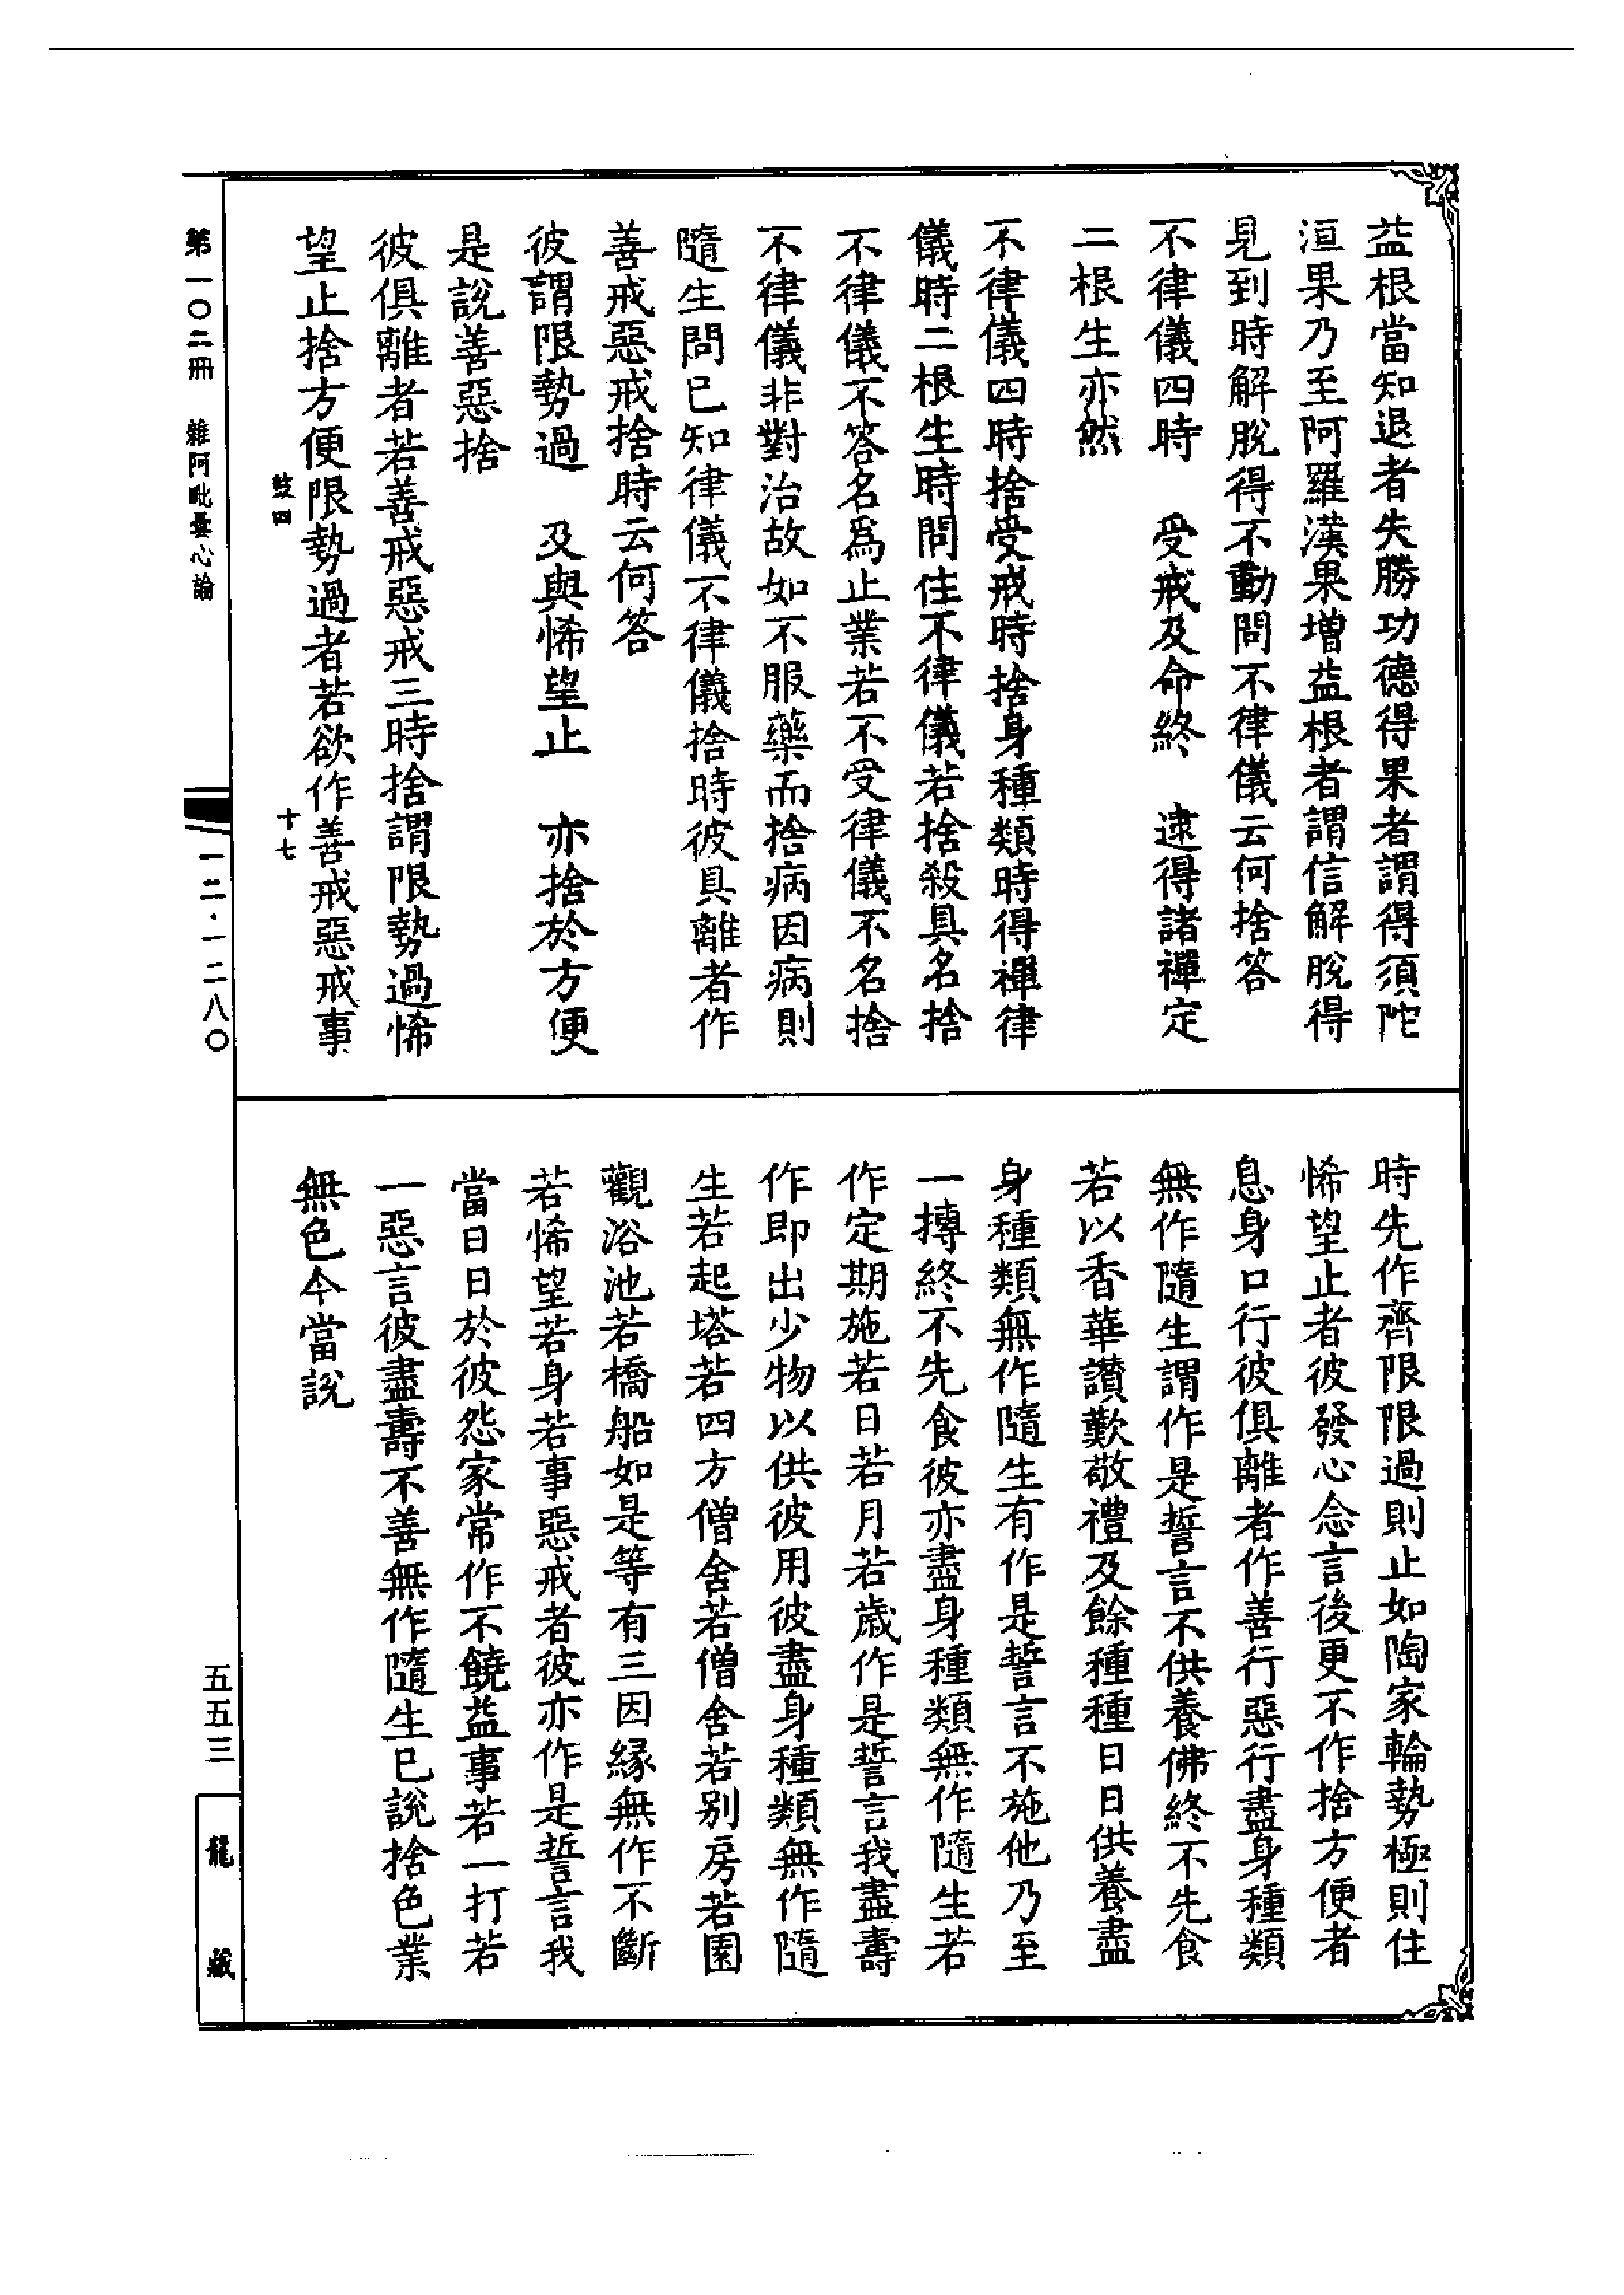 益根當知退者失勝功德得果者謂得須陀
洹果乃至阿羅漢果增益根者謂信解脫得
見到時解脫得不動問不律儀云何捨答
不律儀四時　受戒及命終　逮得諸禪定
二根生亦然
不律儀四時捨受戒時捨身種類時得禪律
儀時二根生時問住不律儀若捨殺具名捨
不律儀不答名爲止業若不受律儀不名捨
不律儀非對治故如不服藥而捨病因病則
隨生問已知律儀不律儀捨時彼具離者作
善戒惡戒捨時云何答
彼謂限勢過　及與悕望止　亦捨於方便
是說善惡捨
彼俱離者若善戒惡戒三時捨謂限勢過悕
望止捨方便限勢過者若欲作善戒惡戒事
鼓四　十七
時先作齊限限過則止如陶家輪勢極則住
悕望止者彼發心念言後更不作捨方便者
息身口行彼俱離者作善行惡行盡身種類
無作隨生謂作是誓言不供養佛終不先食
若以香華讃歎敬禮及餘種種日日供養盡
身種類無作隨生有作是誓言不施他乃至
一摶終不先食彼亦盡身種類無作隨生若
作定期施若日若月若歲作是誓言我盡壽
作即出少物以供彼用彼盡身種類無作隨
生若起塔若四方僧舍若僧舍若別房若園
觀浴池若橋船如是等有三因緣無作不斷
若悕望若身若事惡戒者彼亦作是誓言我
當日日於彼怨家常作不饒益事若一打若
一惡言彼盡壽不善無作隨生已說捨色業
無色今當說
第一〇二冊　雜阿毗曇心論
一二·一二八〇
五五三
龍藏